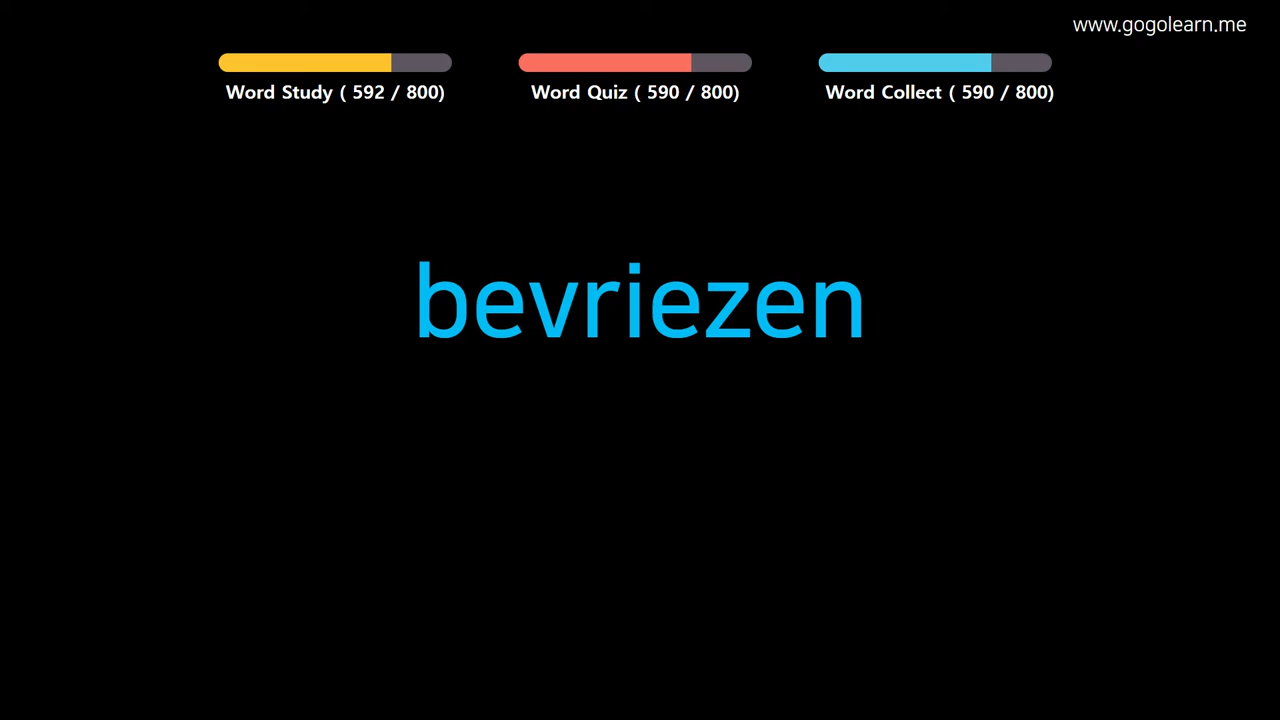 www.gogolearn.me
Word Study ( 592 / 800)
Word Quiz ( 590 / 800)
Word Collect ( 590 / 800)
bevriezen